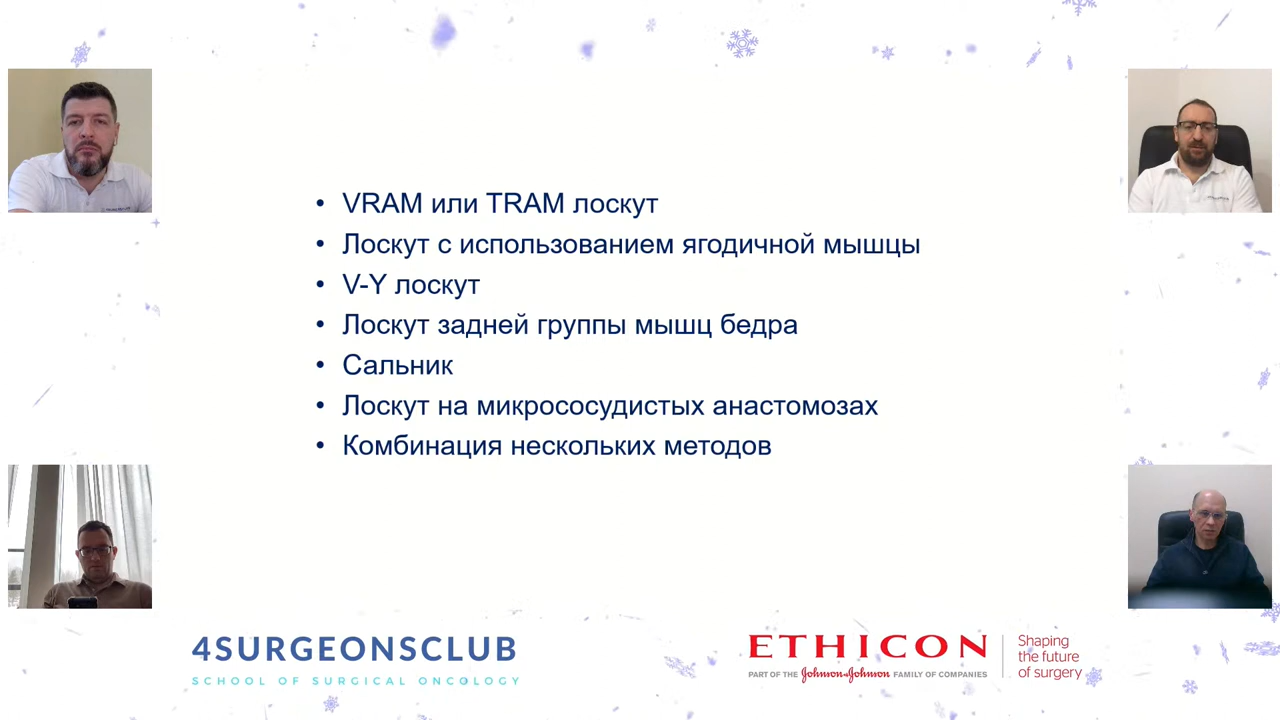 VRAM или TRAM лоскут
Лоскут с использованием ягодичной мышцы
V-Y лоскут
Лоскут задней группы мышц бедра
Сальник
Лоскут на микрососудистых анастомозах
Комбинация нескольких методов
4SURGEONSCLUB
SCHOOL OF SURGICAL ONCOLOGY
ETHICON
PART OF THE Johnson & Johnson FAMILY OF COMPANIES
Shaping
the future
of surgery